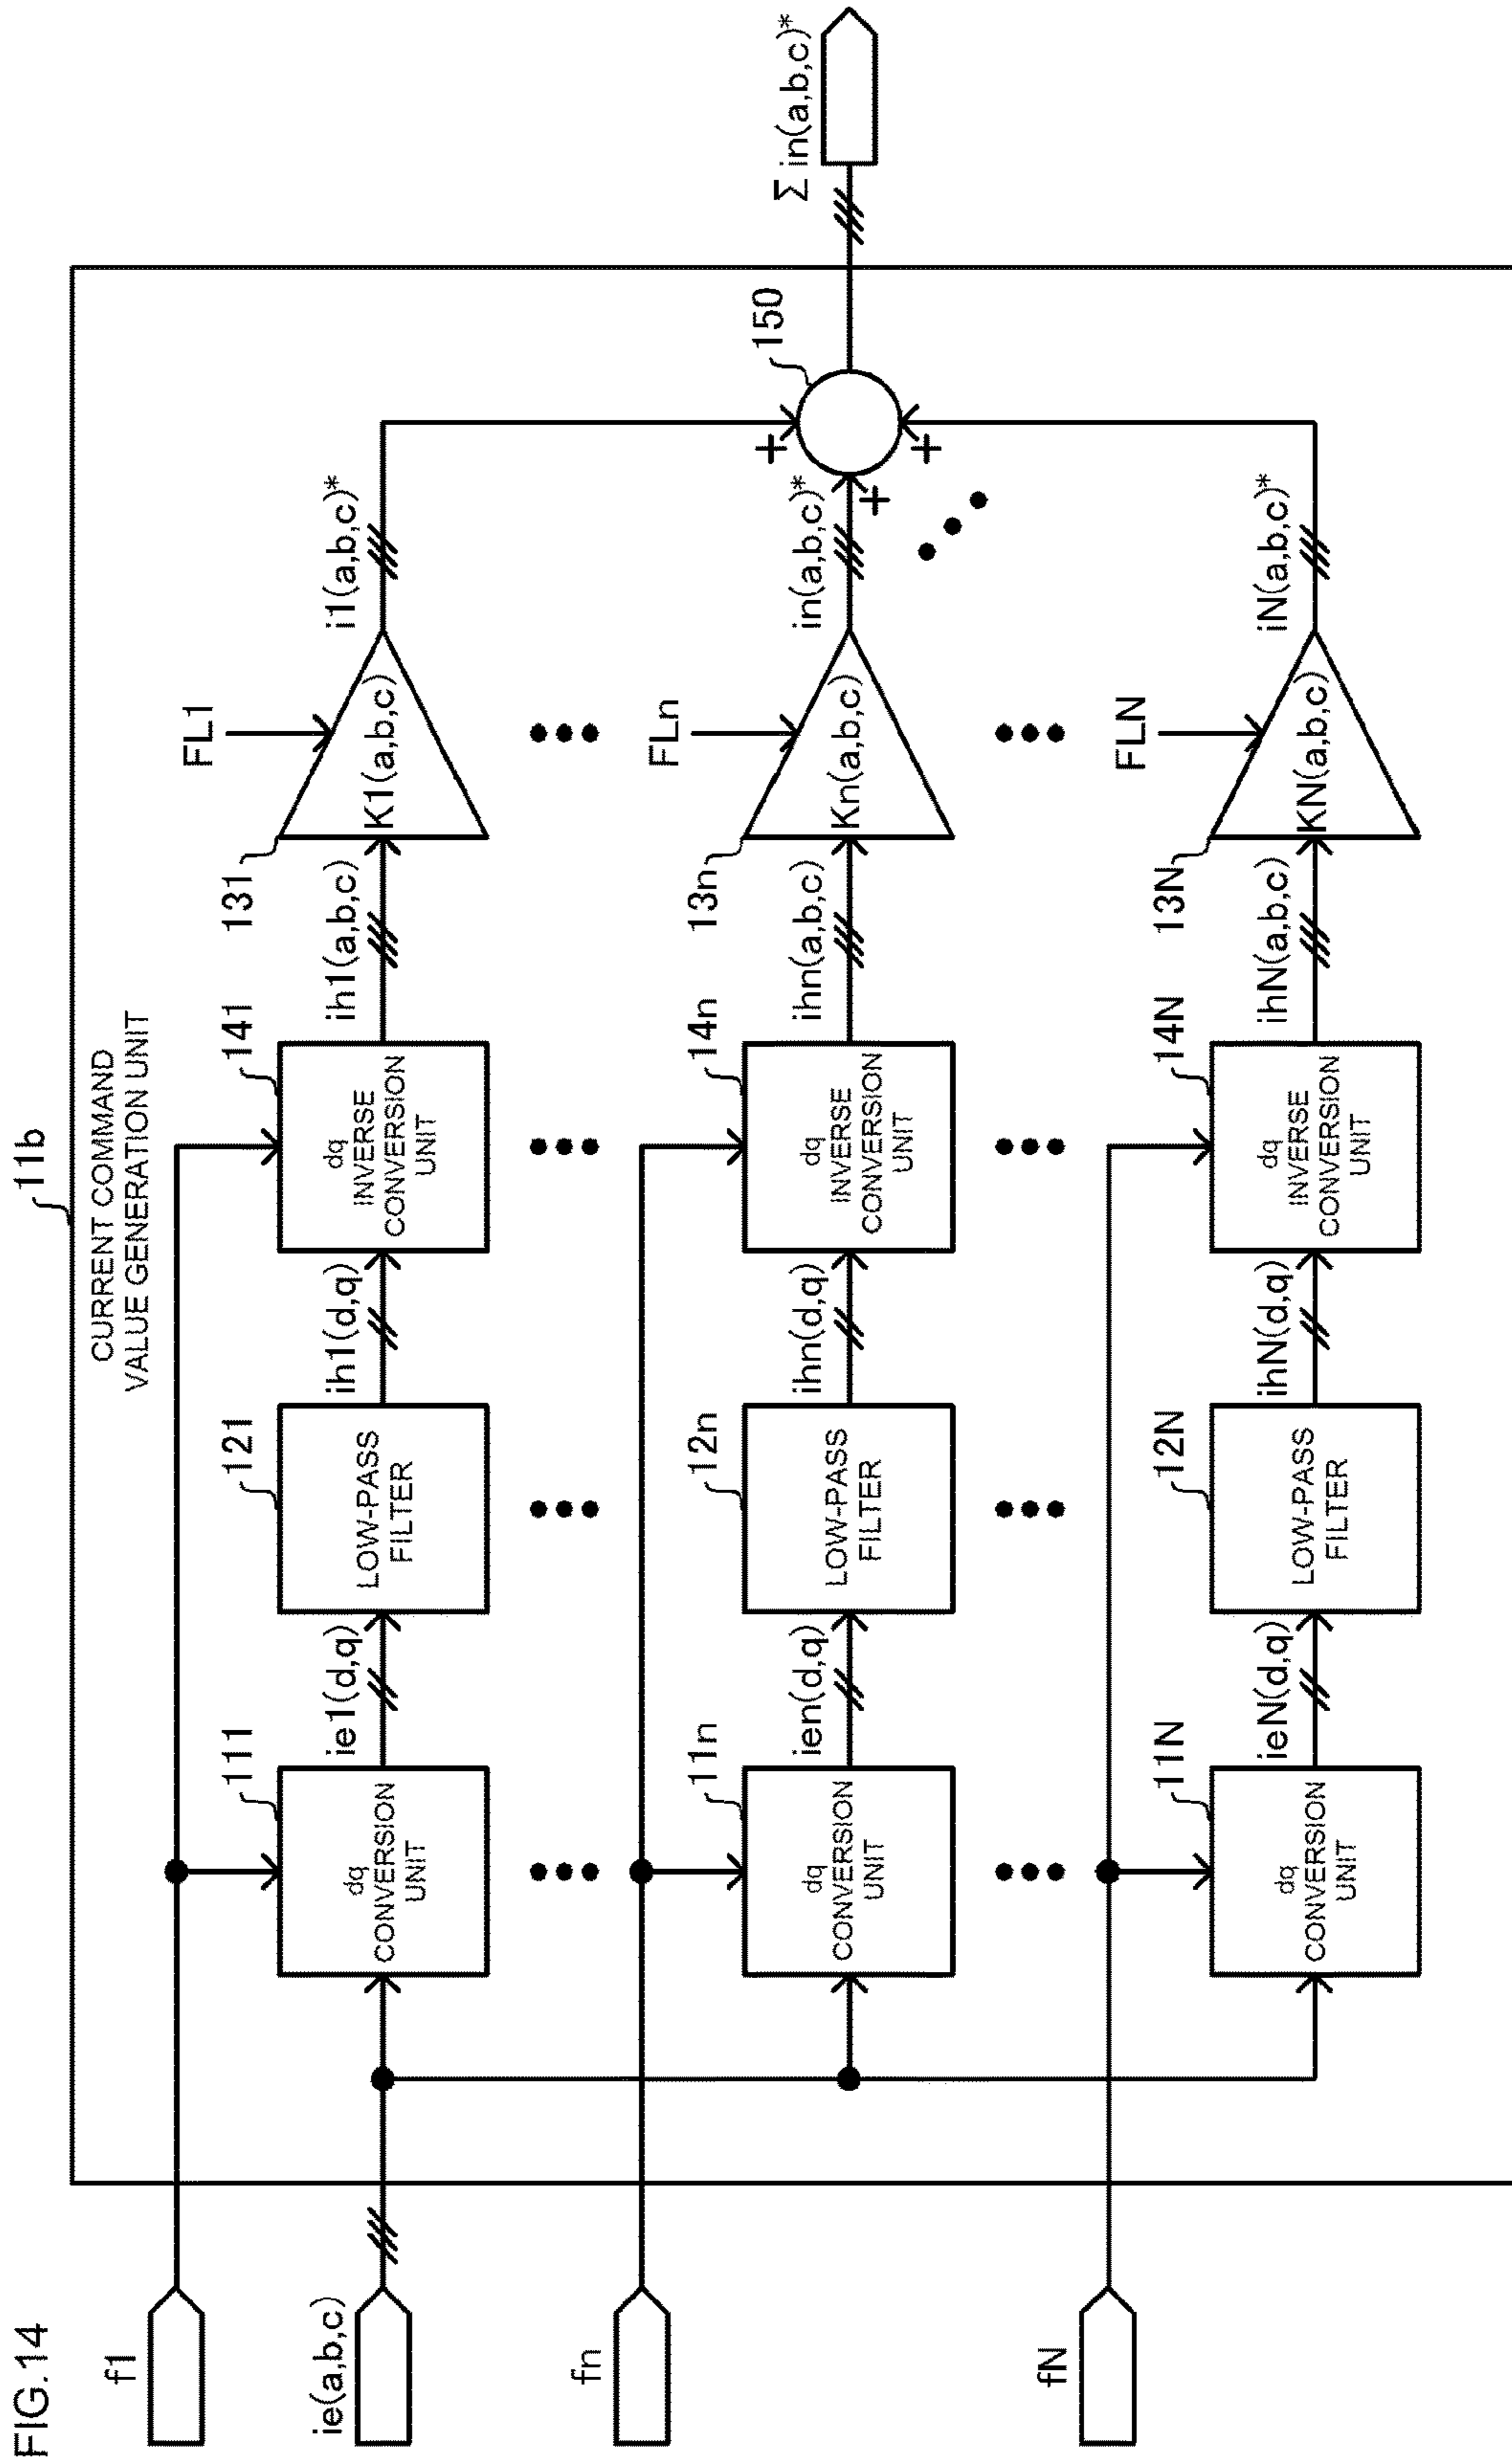 FIG.14
11b
CURRENT COMMAND
VALUE GENERATION UNIT
f1
ie(a,b,c)
fn
fN
111
dq
CONVERSION
UNIT
ie1(d,q)
121
LOW-PASS
FILTER
ih1(d,q)
141
dq
INVERSE
CONVERSION
UNIT
ih1(a,b,c)
131
FL1
K1(a,b,c)
i1(a,b,c)*
11n
dq
CONVERSION
UNIT
ien(d,q)
12n
LOW-PASS
FILTER
ihn(d,q)
14n
dq
INVERSE
CONVERSION
UNIT
ihn(a,b,c)
13n
FLn
Kn(a,b,c)
in(a,b,c)*
11N
dq
CONVERSION
UNIT
ieN(d,q)
12N
LOW-PASS
FILTER
ihN(d,q)
14N
dq
INVERSE
CONVERSION
UNIT
ihN(a,b,c)
13N
FLN
KN(a,b,c)
iN(a,b,c)*
+
+
+
150
Σ in(a,b,c)*